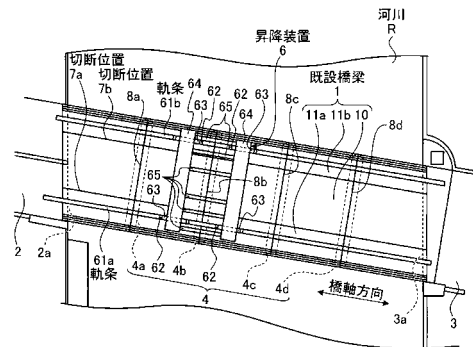 河川
R
昇降装置
6
切断位置
7a
切断位置
7b
8a
軌条
61b
64
63
62
65
62
64
63
既設橋梁
1
8c
11a
11b
10
8d
65
63
8b
63
2
2a
61a
軌条
62
4a
4b
62
4c
4d
4
橋軸方向
3a
3